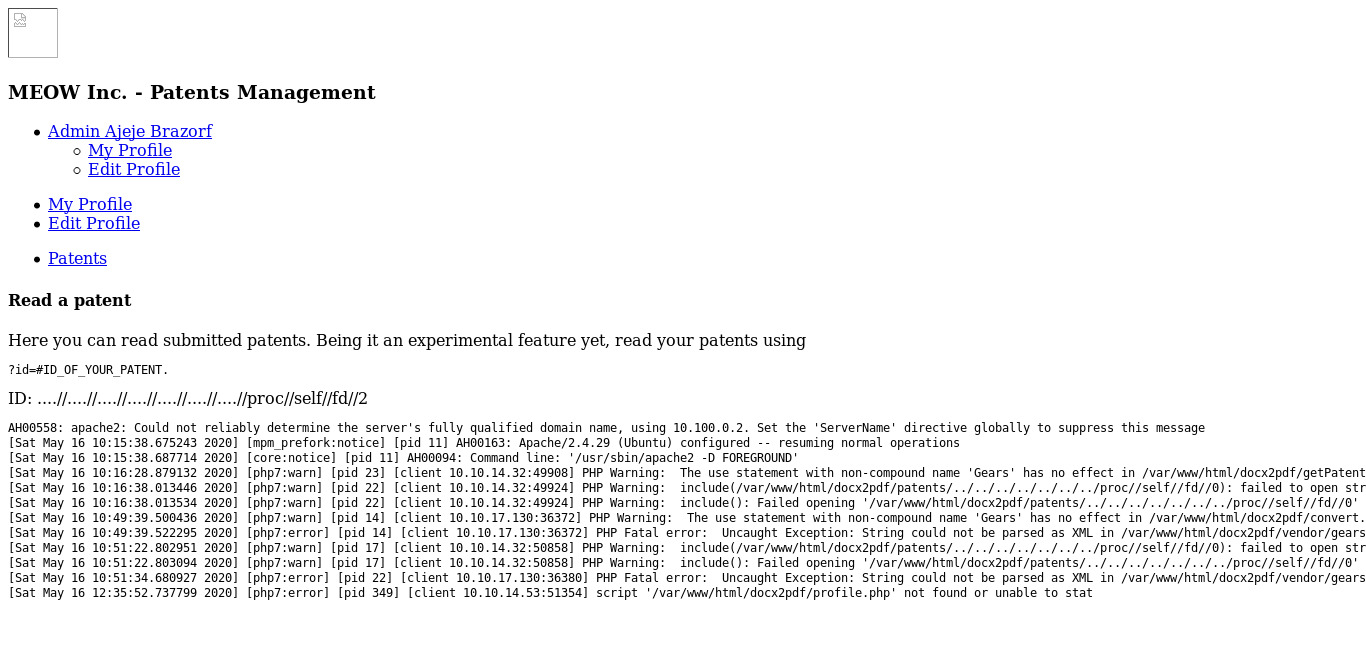 MEOW Inc. - Patents Management
Admin Ajeje Brazorf
My Profile
Edit Profile
My Profile
Edit Profile
Patents
Read a patent
Here you can read submitted patents. Being it an experimental feature yet, read your patents using
?id=#ID_OF_YOUR_PATENT.
ID: ....//....//....//....//....//....//....//proc//self//fd//2
AH00558: apache2: Could not reliably determine the server's fully qualified domain name, using 10.100.0.2. Set the 'ServerName' directive globally to suppress this message
[Sat May 16 10:15:38.675243 2020] [mpm_prefork:notice] [pid 11] AH00163: Apache/2.4.29 (Ubuntu) configured -- resuming normal operations
[Sat May 16 10:15:38.687714 2020] [core:notice] [pid 11] AH00094: Command line: '/usr/sbin/apache2 -D FOREGROUND'
[Sat May 16 10:16:28.879132 2020] [php7:warn] [pid 23] [client 10.10.14.32:49908] PHP Warning:  The use statement with non-compound name 'Gears' has no effect in /var/www/html/docx2pdf/getPatent
[Sat May 16 10:16:38.013446 2020] [php7:warn] [pid 22] [client 10.10.14.32:49924] PHP Warning:  include(/var/www/html/docx2pdf/patents/../../../../../../../proc//self//fd//0): failed to open str
[Sat May 16 10:16:38.013534 2020] [php7:warn] [pid 22] [client 10.10.14.32:49924] PHP Warning:  include(): Failed opening '/var/www/html/docx2pdf/patents/../../../../../../../proc//self//fd//0'
[Sat May 16 10:49:39.500436 2020] [php7:warn] [pid 14] [client 10.10.17.130:36372] PHP Warning:  The use statement with non-compound name 'Gears' has no effect in /var/www/html/docx2pdf/convert.
[Sat May 16 10:49:39.522295 2020] [php7:error] [pid 14] [client 10.10.17.130:36372] PHP Fatal error:  Uncaught Exception: String could not be parsed as XML in /var/www/html/docx2pdf/vendor/gears
[Sat May 16 10:51:22.802951 2020] [php7:warn] [pid 17] [client 10.10.14.32:50858] PHP Warning:  include(/var/www/html/docx2pdf/patents/../../../../../../../proc//self//fd//0): failed to open str
[Sat May 16 10:51:22.803094 2020] [php7:warn] [pid 17] [client 10.10.14.32:50858] PHP Warning:  include(): Failed opening '/var/www/html/docx2pdf/patents/../../../../../../../proc//self//fd//0'
[Sat May 16 10:51:34.680927 2020] [php7:error] [pid 22] [client 10.10.17.130:36380] PHP Fatal error:  Uncaught Exception: String could not be parsed as XML in /var/www/html/docx2pdf/vendor/gears
[Sat May 16 12:35:52.737799 2020] [php7:error] [pid 349] [client 10.10.14.53:51354] script '/var/www/html/docx2pdf/profile.php' not found or unable to stat